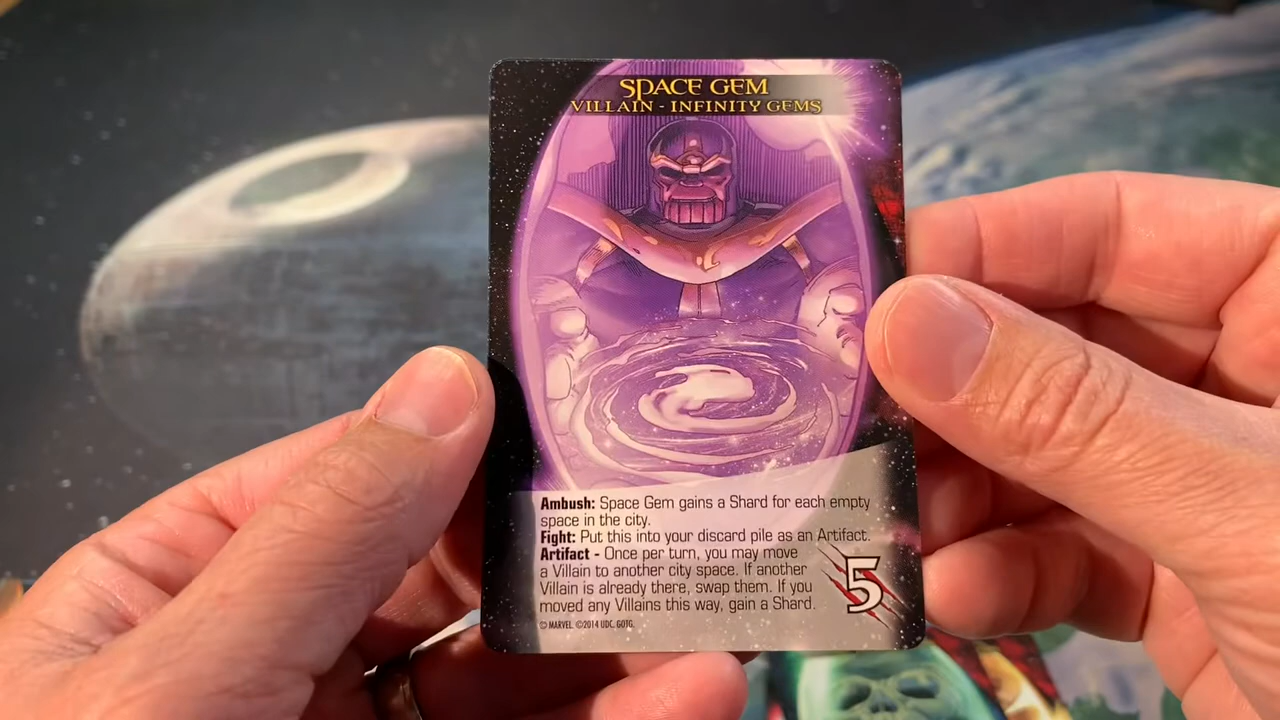 SPACE GEM
VILLAIN - INFINITY GEMS
Ambush: Space Gem gains a Shard for each empty
space in the city.
Fight: Put this into your discard pile as an Artifact.
Artifact - Once per turn, you may move
a Villain to another city space. If another
Villain is already there, swap them. If you
moved any Villains this way, gain a Shard.
5
© MARVEL. ©2014 UDC. GOTG.